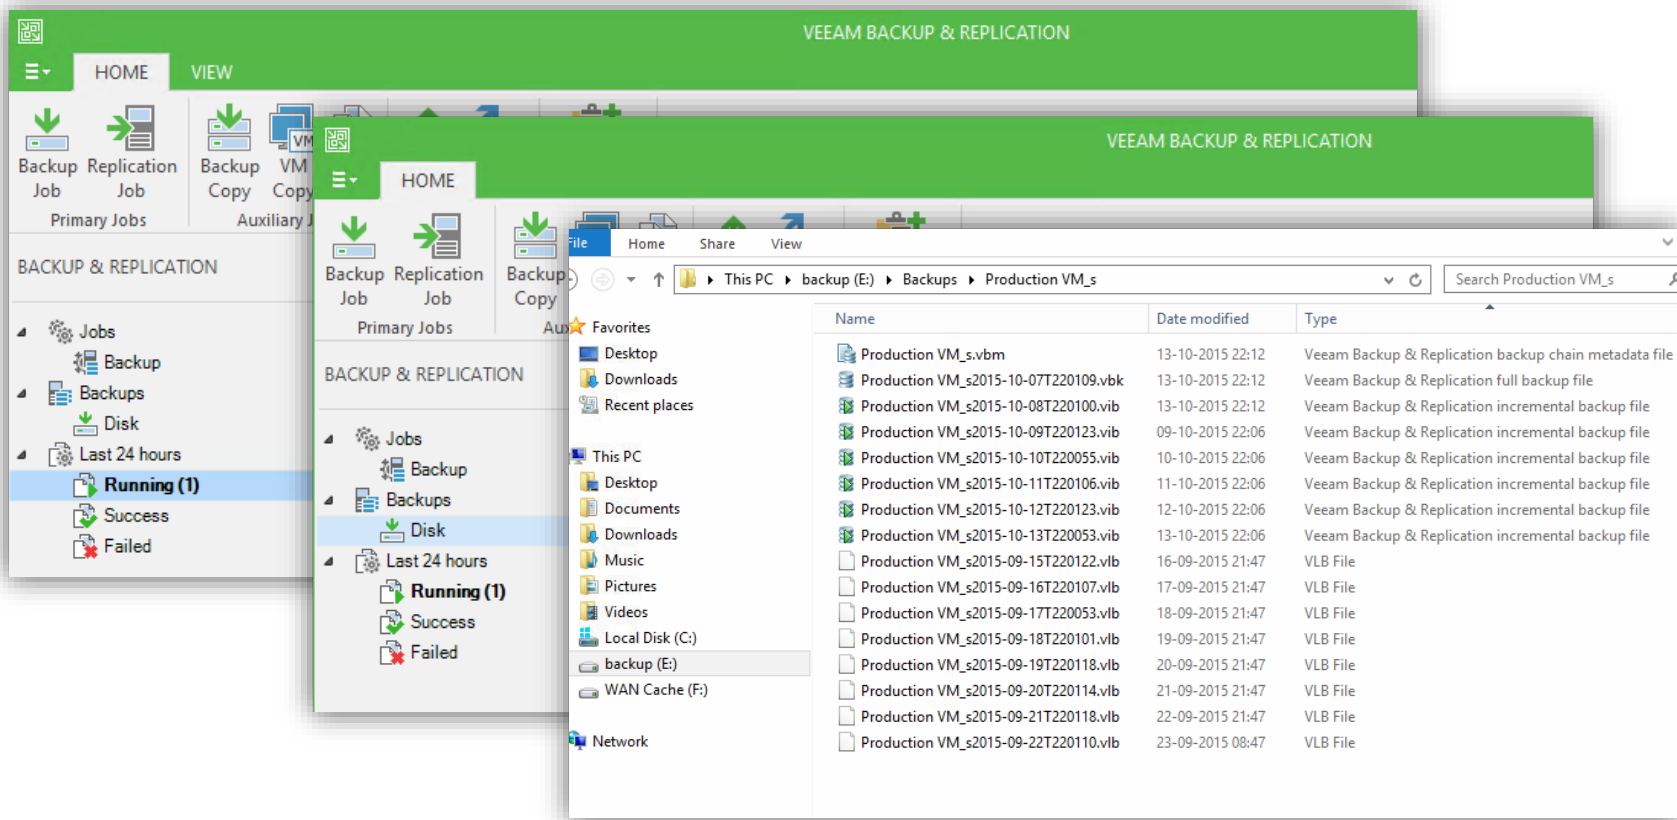 VEEAM BACKUP & REPLICATION
HOME VIEW
Backup Job
Replication Job
Backup Copy
VM Copy
VM
Primary Jobs
Auxiliary
BACKUP & REPLICATION
Jobs
Backup
Backups
Disk
Last 24 hours
Running (1)
Success
Failed
VEEAM BACKUP & REPLICATION
HOME
Backup Job
Replication Job
Backup Copy
Primary Jobs
BACKUP & REPLICATION
Jobs
Backup
Backups
Disk
Last 24 hours
Running (1)
Success
Failed
File Home Share View
This PC backup (E:) Backups Production VM_s
Search Production VM_s
Favorites
Desktop
Downloads
Recent places
This PC
Desktop
Documents
Downloads
Music
Pictures
Videos
Local Disk (C:)
backup (E:)
WAN Cache (F:)
Network
Name Date modified Type
Production VM_s.vbm 13-10-2015 22:12 Veeam Backup & Replication backup chain metadata file
Production VM_s2015-10-07T220109.vbk 13-10-2015 22:12 Veeam Backup & Replication full backup file
Production VM_s2015-10-08T220100.vib 13-10-2015 22:12 Veeam Backup & Replication incremental backup file
Production VM_s2015-10-09T220123.vib 09-10-2015 22:06 Veeam Backup & Replication incremental backup file
Production VM_s2015-10-10T220055.vib 10-10-2015 22:06 Veeam Backup & Replication incremental backup file
Production VM_s2015-10-11T220106.vib 11-10-2015 22:06 Veeam Backup & Replication incremental backup file
Production VM_s2015-10-12T220123.vib 12-10-2015 22:06 Veeam Backup & Replication incremental backup file
Production VM_s2015-10-13T220053.vib 13-10-2015 22:06 Veeam Backup & Replication incremental backup file
Production VM_s2015-09-15T220122.vlb 16-09-2015 21:47 VLB File
Production VM_s2015-09-16T220107.vlb 17-09-2015 21:47 VLB File
Production VM_s2015-09-17T220053.vlb 18-09-2015 21:47 VLB File
Production VM_s2015-09-18T220101.vlb 19-09-2015 21:47 VLB File
Production VM_s2015-09-19T220118.vlb 20-09-2015 21:47 VLB File
Production VM_s2015-09-20T220114.vlb 21-09-2015 21:47 VLB File
Production VM_s2015-09-21T220118.vlb 22-09-2015 21:47 VLB File
Production VM_s2015-09-22T220110.vlb 23-09-2015 08:47 VLB File